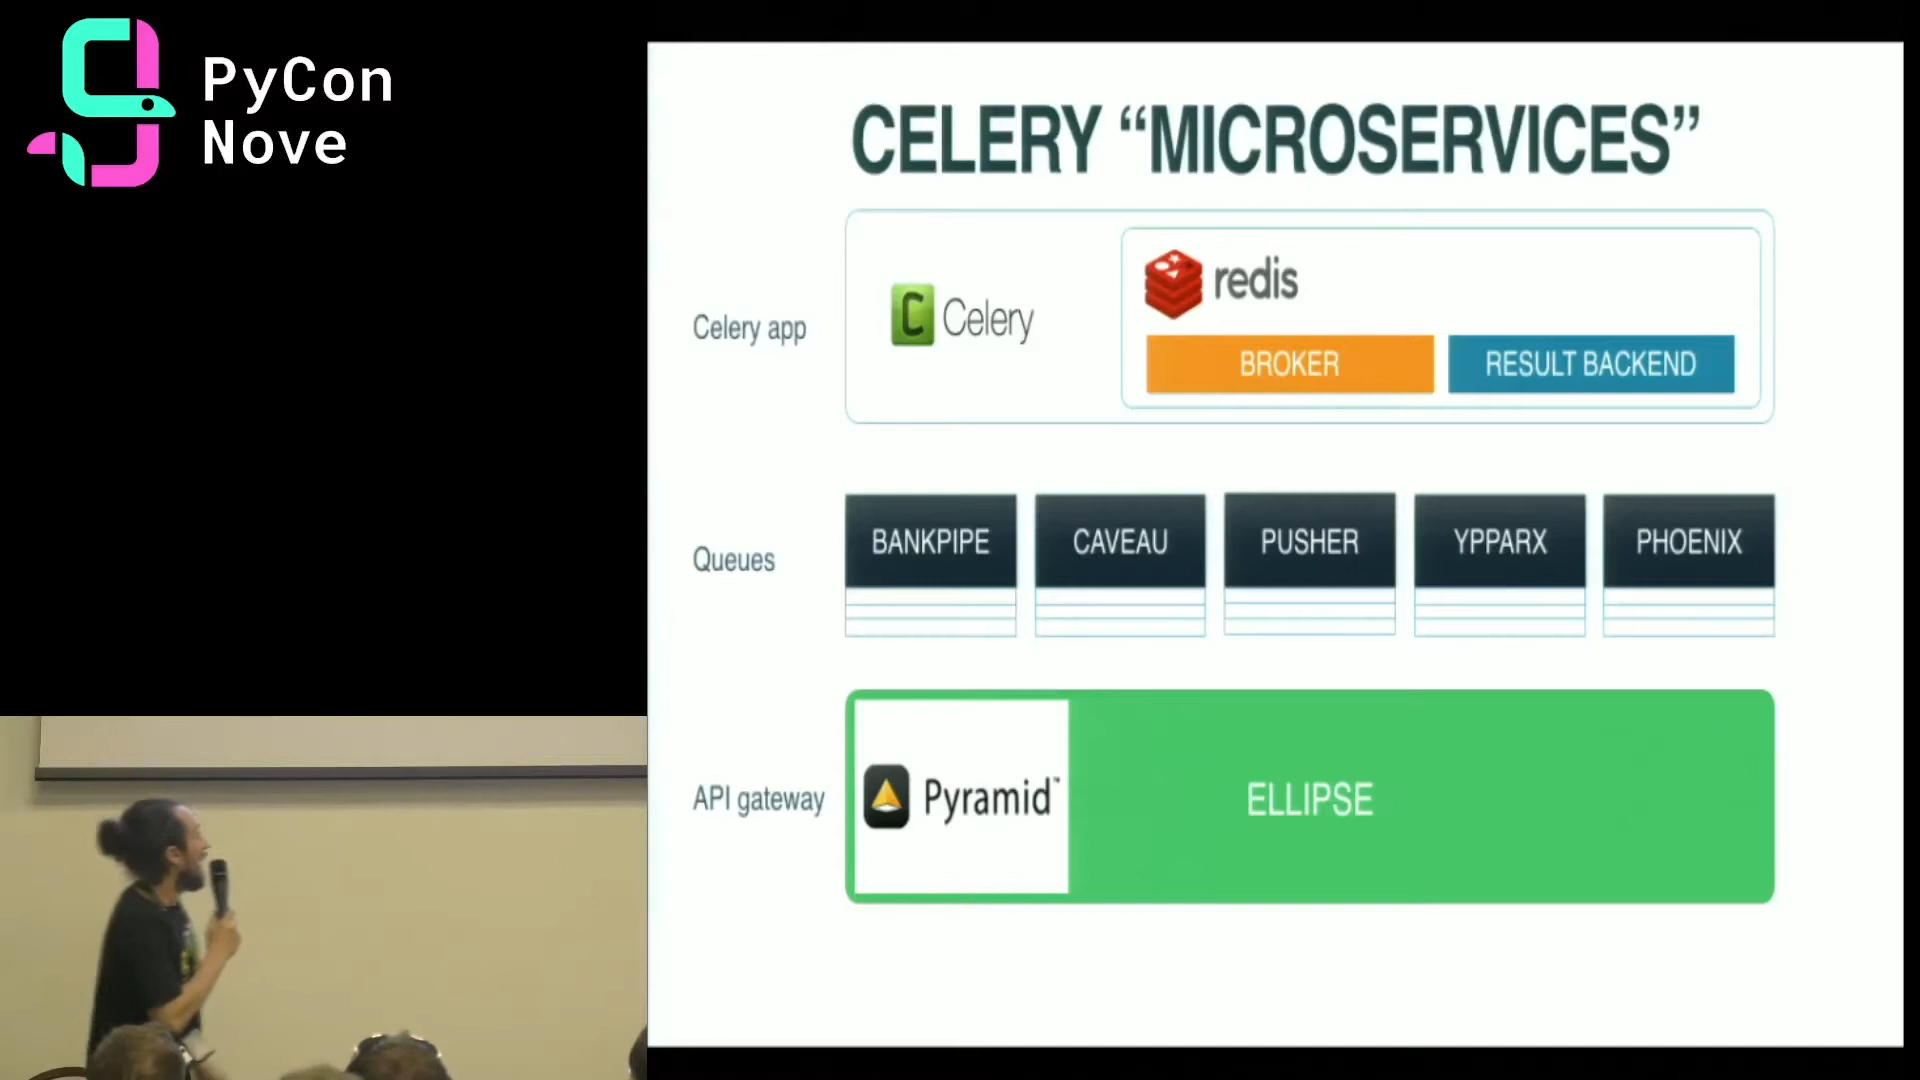 PyCon
Nove
CELERY “MICROSERVICES”
Celery app
C Celery
redis
BROKER
RESULT BACKEND
Queues
BANKPIPE
CAVEAU
PUSHER
YPPARX
PHOENIX
API gateway
Pyramid™
ELLIPSE